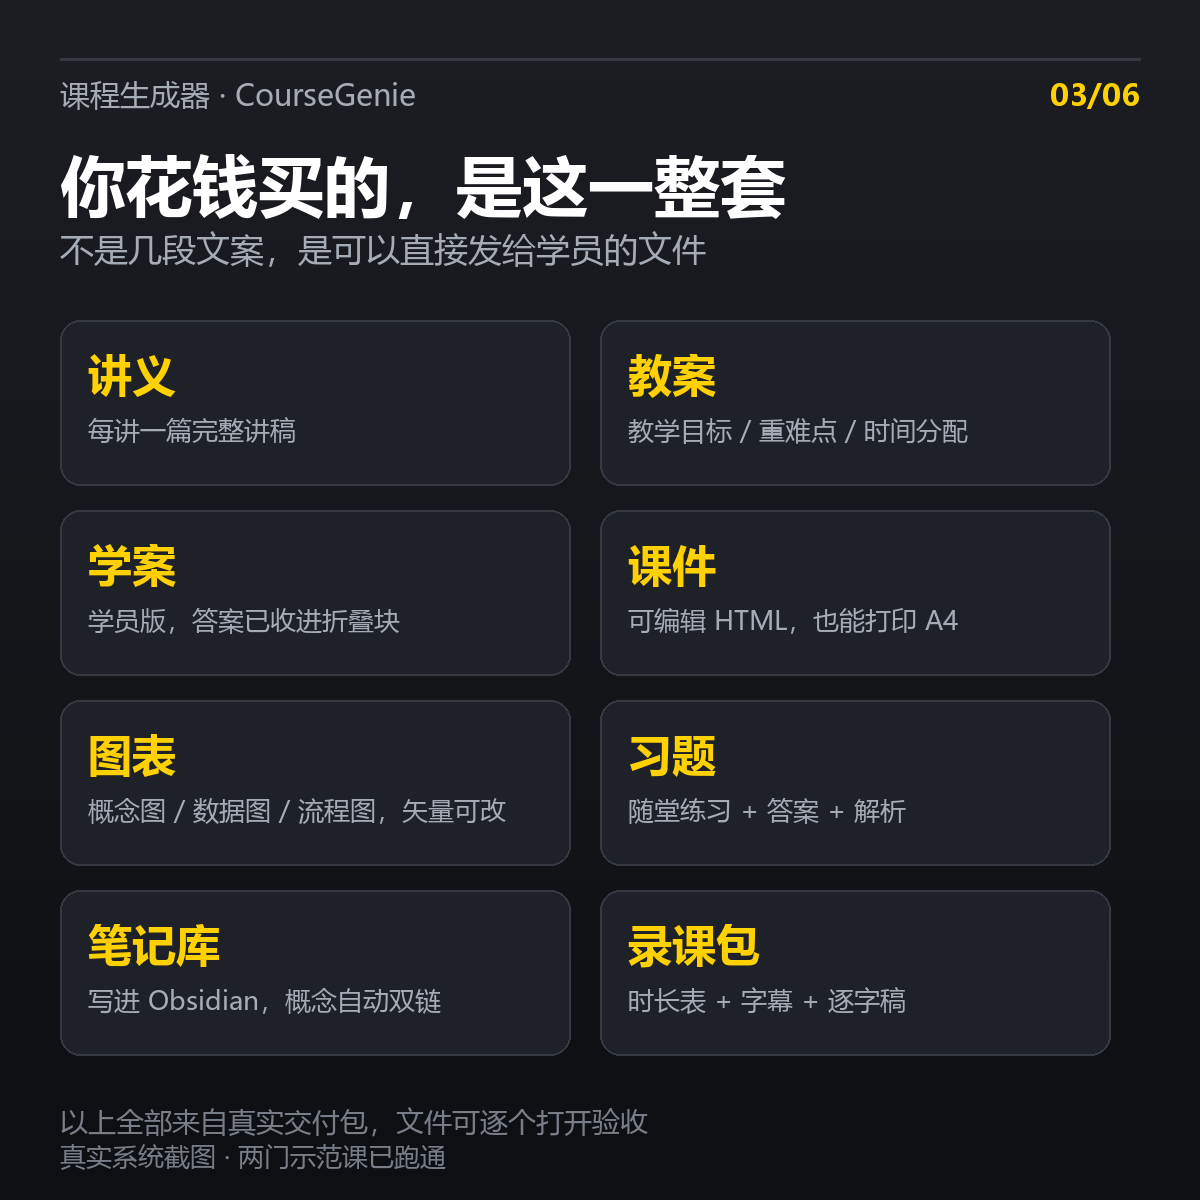 课程生成器 · CourseGenie
03/06
你花钱买的，是这一整套
不是几段文案，是可以直接发给学员的文件
讲义
每讲一篇完整讲稿
教案
教学目标 / 重难点 / 时间分配
学案
学员版，答案已收进折叠块
课件
可编辑 HTML，也能打印 A4
图表
概念图 / 数据图 / 流程图，矢量可改
习题
随堂练习 + 答案 + 解析
笔记库
写进 Obsidian，概念自动双链
录课包
时长表 + 字幕 + 逐字稿
以上全部来自真实交付包，文件可逐个打开验收
真实系统截图 · 两门示范课已跑通